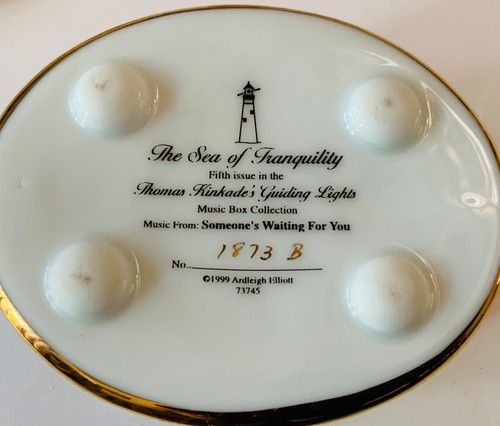 The Sea of Tranquility
Fifth issue in the
Thomas Kinkade's Guiding Lights
Music Box Collection
Music From: Someone's Waiting For You
No. 1873 B
©1999 Ardleigh Elliott
73745